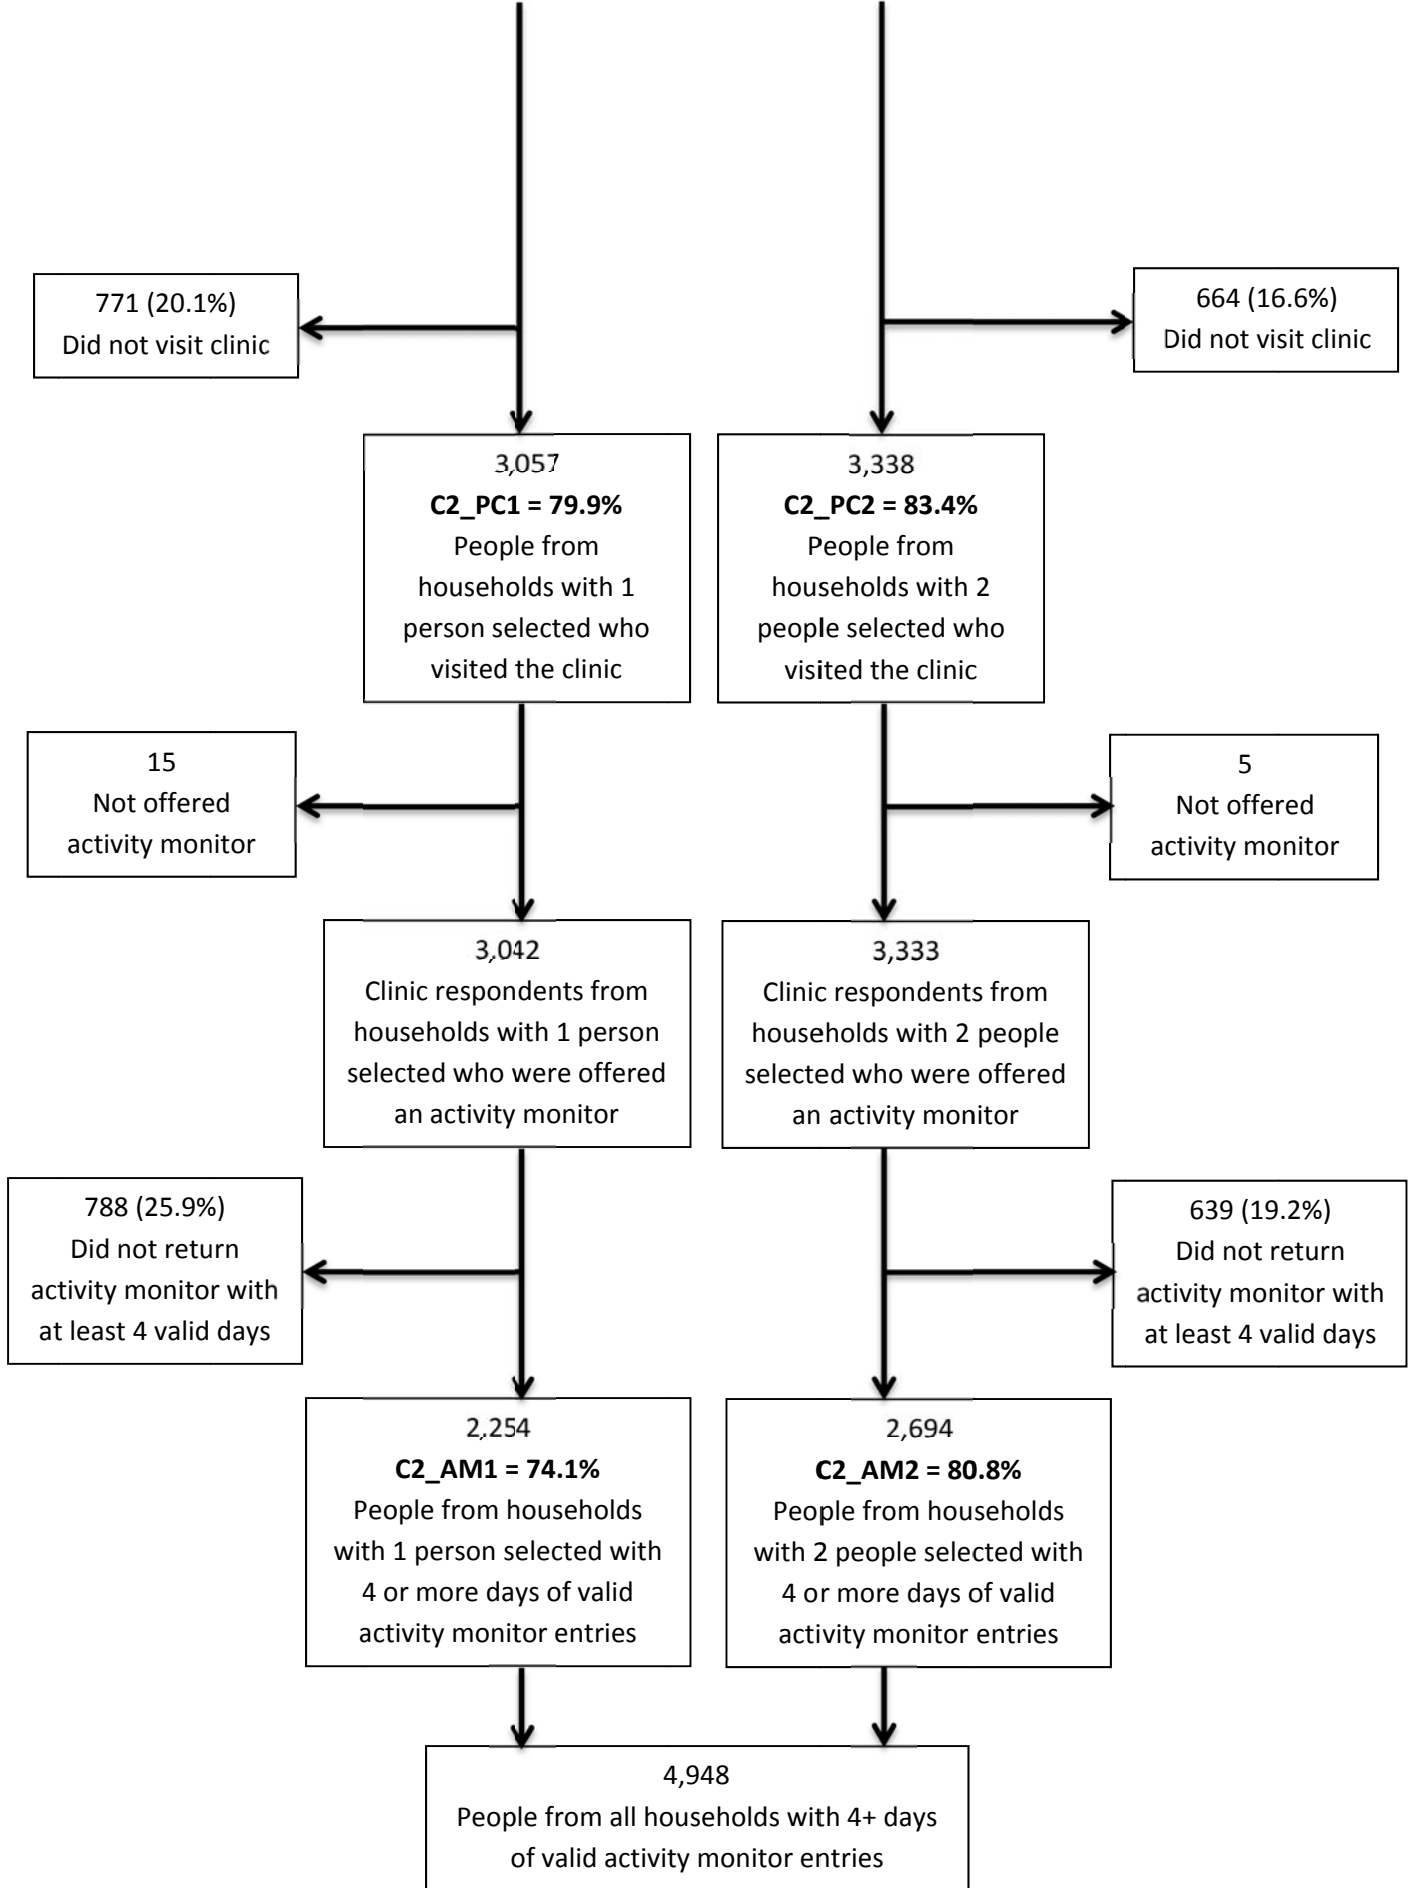 771 (20.1%)
Did not visit clinic
664 (16.6%)
Did not visit clinic
3,057
C2_PC1 = 79.9%
People from
households with 1
person selected who
visited the clinic
3,338
C2_PC2 = 83.4%
People from
households with 2
people selected who
visited the clinic
15
Not offered
activity monitor
5
Not offered
activity monitor
3,042
Clinic respondents from
households with 1 person
selected who were offered
an activity monitor
3,333
Clinic respondents from
households with 2 people
selected who were offered
an activity monitor
788 (25.9%)
Did not return
activity monitor with
at least 4 valid days
639 (19.2%)
Did not return
activity monitor with
at least 4 valid days
2,254
C2_AM1 = 74.1%
People from households
with 1 person selected with
4 or more days of valid
activity monitor entries
2,694
C2_AM2 = 80.8%
People from households
with 2 people selected with
4 or more days of valid
activity monitor entries
4,948
People from all households with 4+ days
of valid activity monitor entries